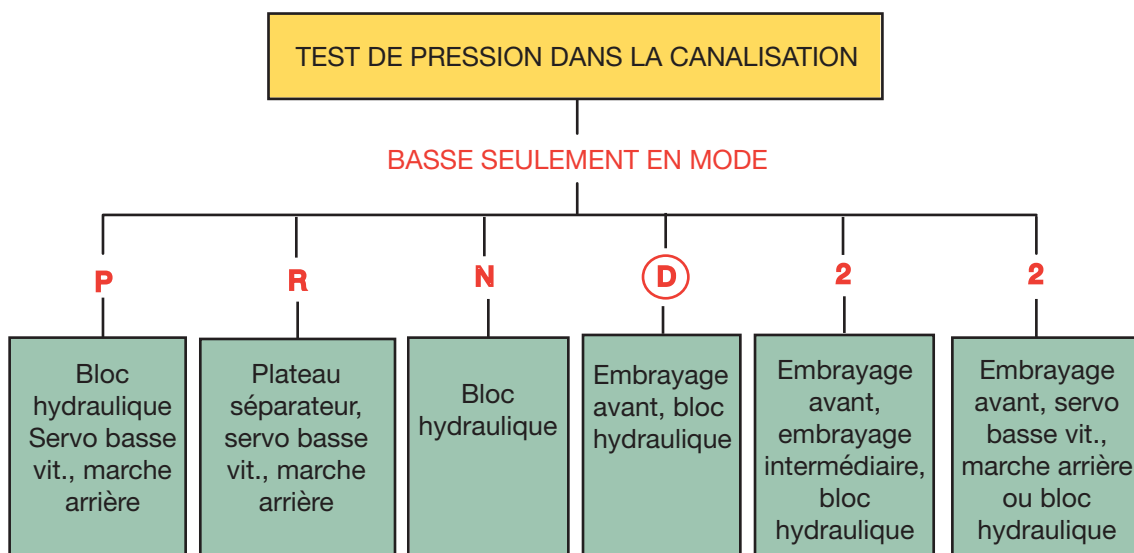 TEST DE PRESSION DANS LA CANALISATION
BASSE SEULEMENT EN MODE
P
R
N
D
2
2
Bloc
hydraulique
Servo basse
vit., marche
arrière
Plateau
séparateur,
servo basse
vit., marche
arrière
Bloc
hydraulique
Embrayage
avant, bloc
hydraulique
Embrayage
avant,
embrayage
intermédiaire,
bloc
hydraulique
Embrayage
avant, servo
basse vit.,
marche arrière
ou bloc
hydraulique